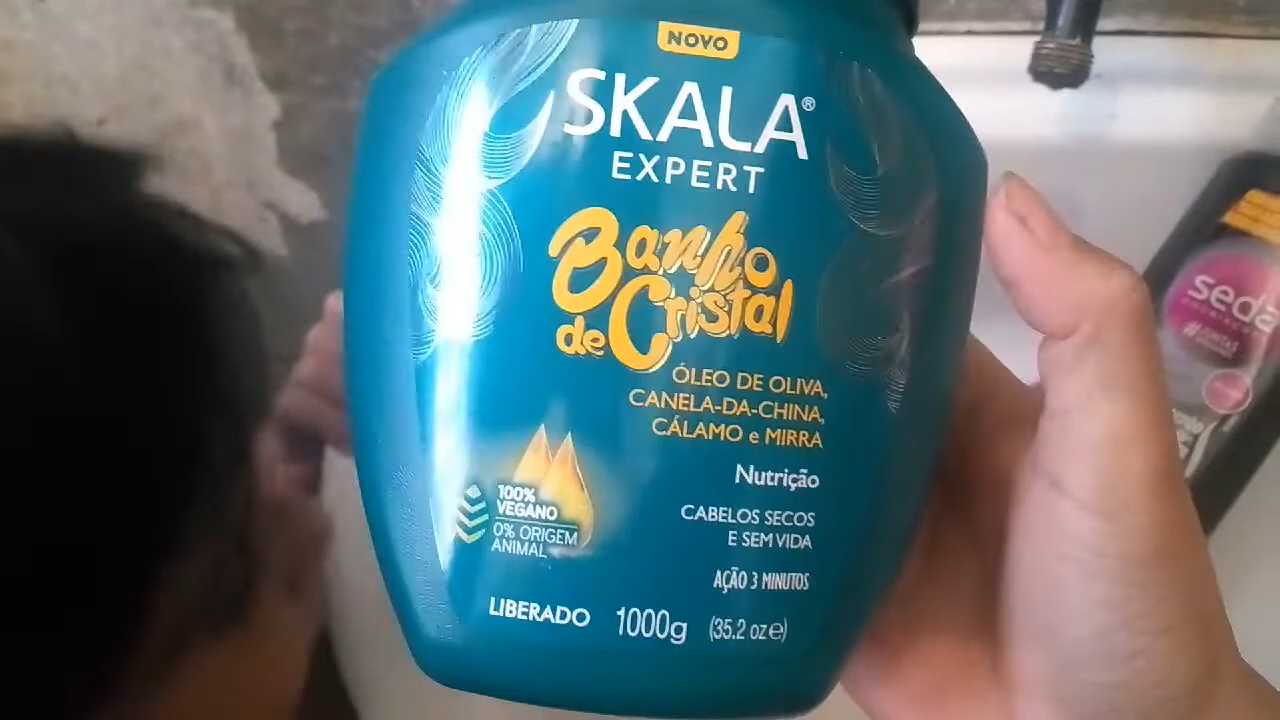 NOVO
SKALA®
EXPERT
Banho
de Cristal
ÓLEO DE OLIVA,
CANELA-DA-CHINA,
CÁLAMO e MIRRA
Nutrição
CABELOS SECOS
E SEM VIDA
AÇÃO 3 MINUTOS
100%
VEGANO
0% ORIGEM
ANIMAL
LIBERADO 1000g (35.2 oz e)
seda